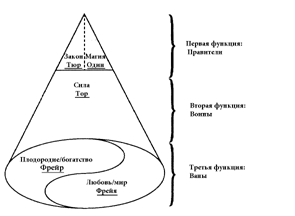 Закон Магия
Тюр Один
Сила
Тор
Плодородие/богатство
Фрейр
Любовь/мир
Фрейя
Первая функция:
Правители
Вторая функция:
Воины
Третья функция:
Ваны